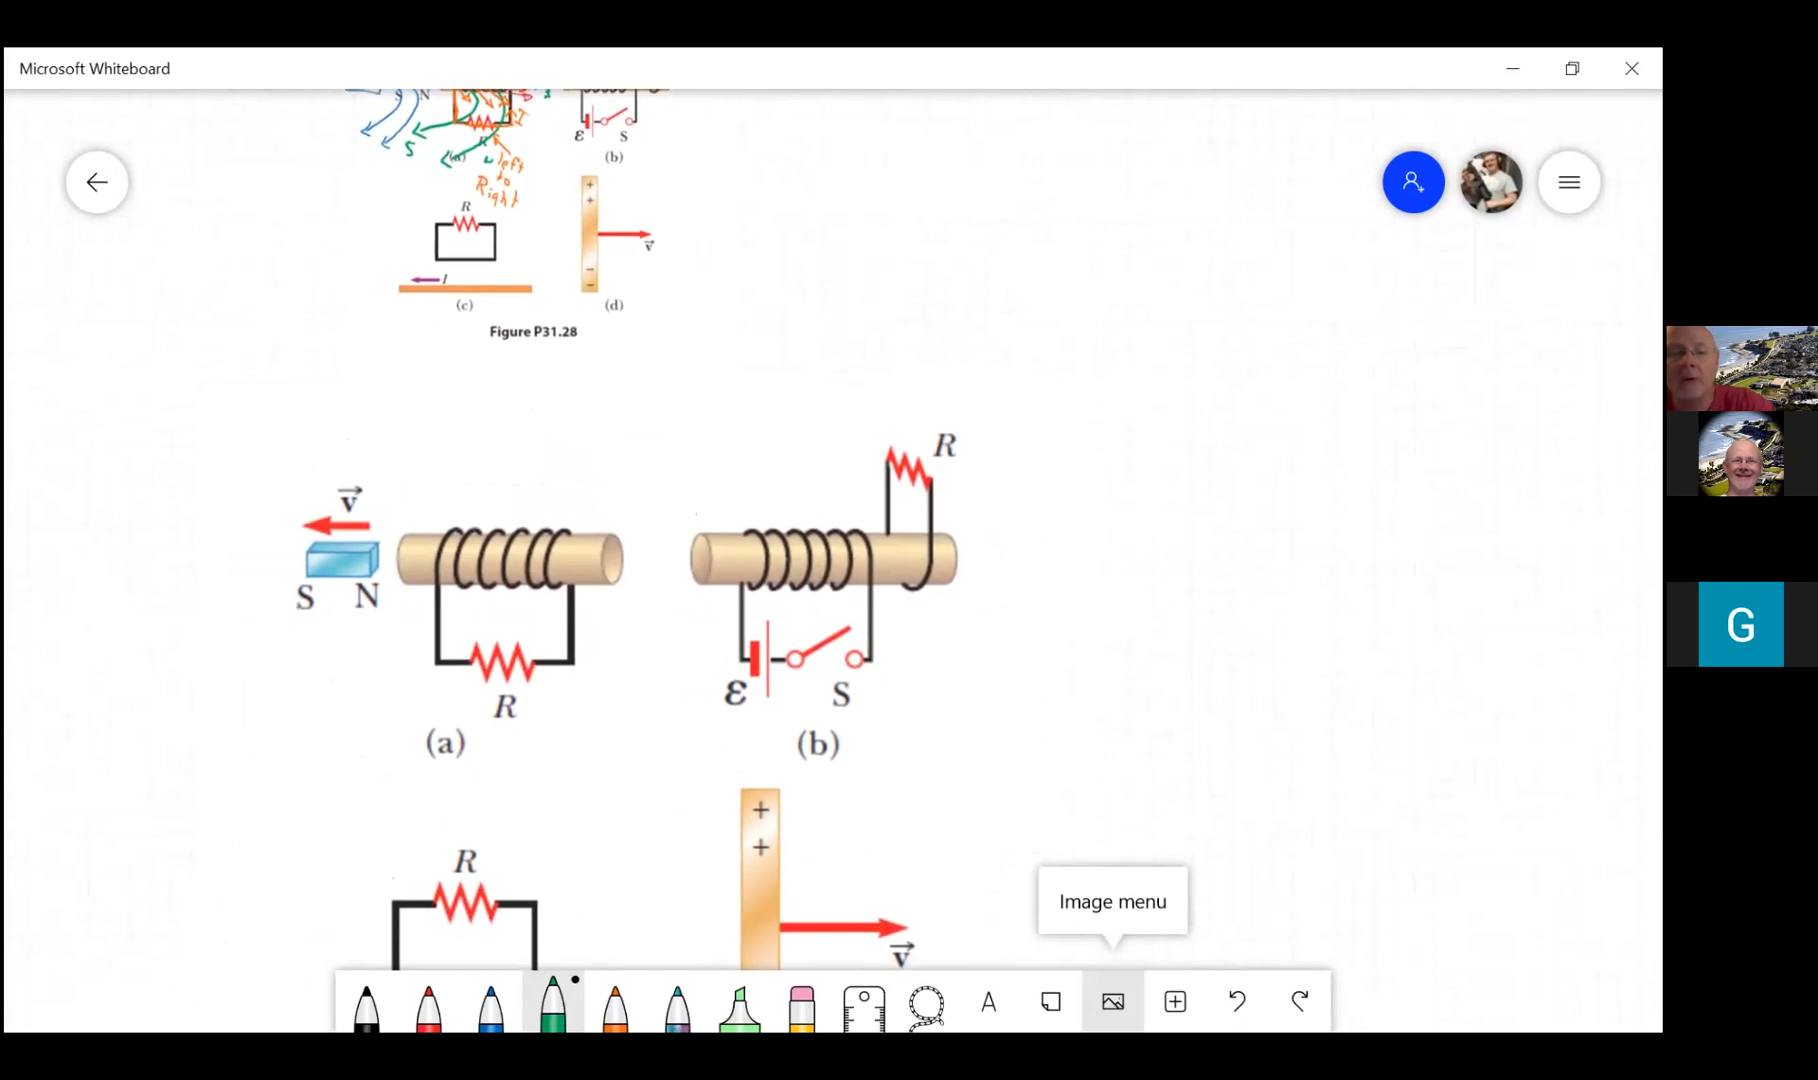 Microsoft Whiteboard
S N
I
R
ε S
S (a) left (b)
to
Right
R
+
+
v
−
−
I
(c) (d)
Figure P31.28
R
v
S N
ε S
R
(a) (b)
+
+
R
Image menu
v
A
G